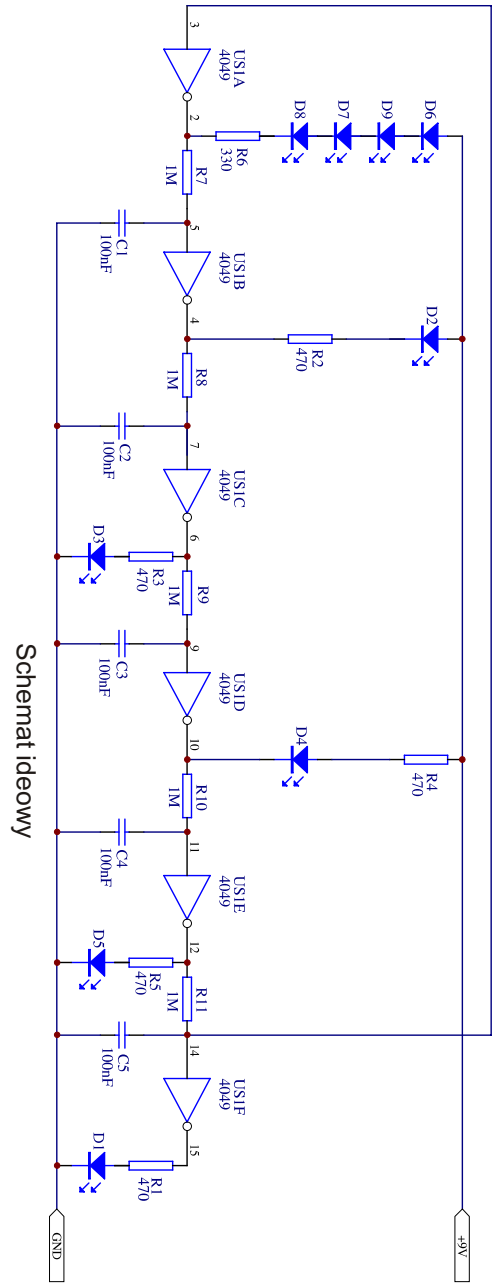 3
US1A
4049
2
D8
D7
D9
D6
R6
330
R7
1M
C1
100nF
5
US1B
4049
4
D2
R2
470
R8
1M
C2
100nF
7
US1C
4049
6
D3
R3
470
R9
1M
C3
100nF
9
US1D
4049
10
D4
R4
470
R10
1M
C4
100nF
11
US1E
4049
12
D5
R5
470
R11
1M
C5
100nF
14
US1F
4049
15
D1
R1
470
+9V
GND
Schemat ideowy